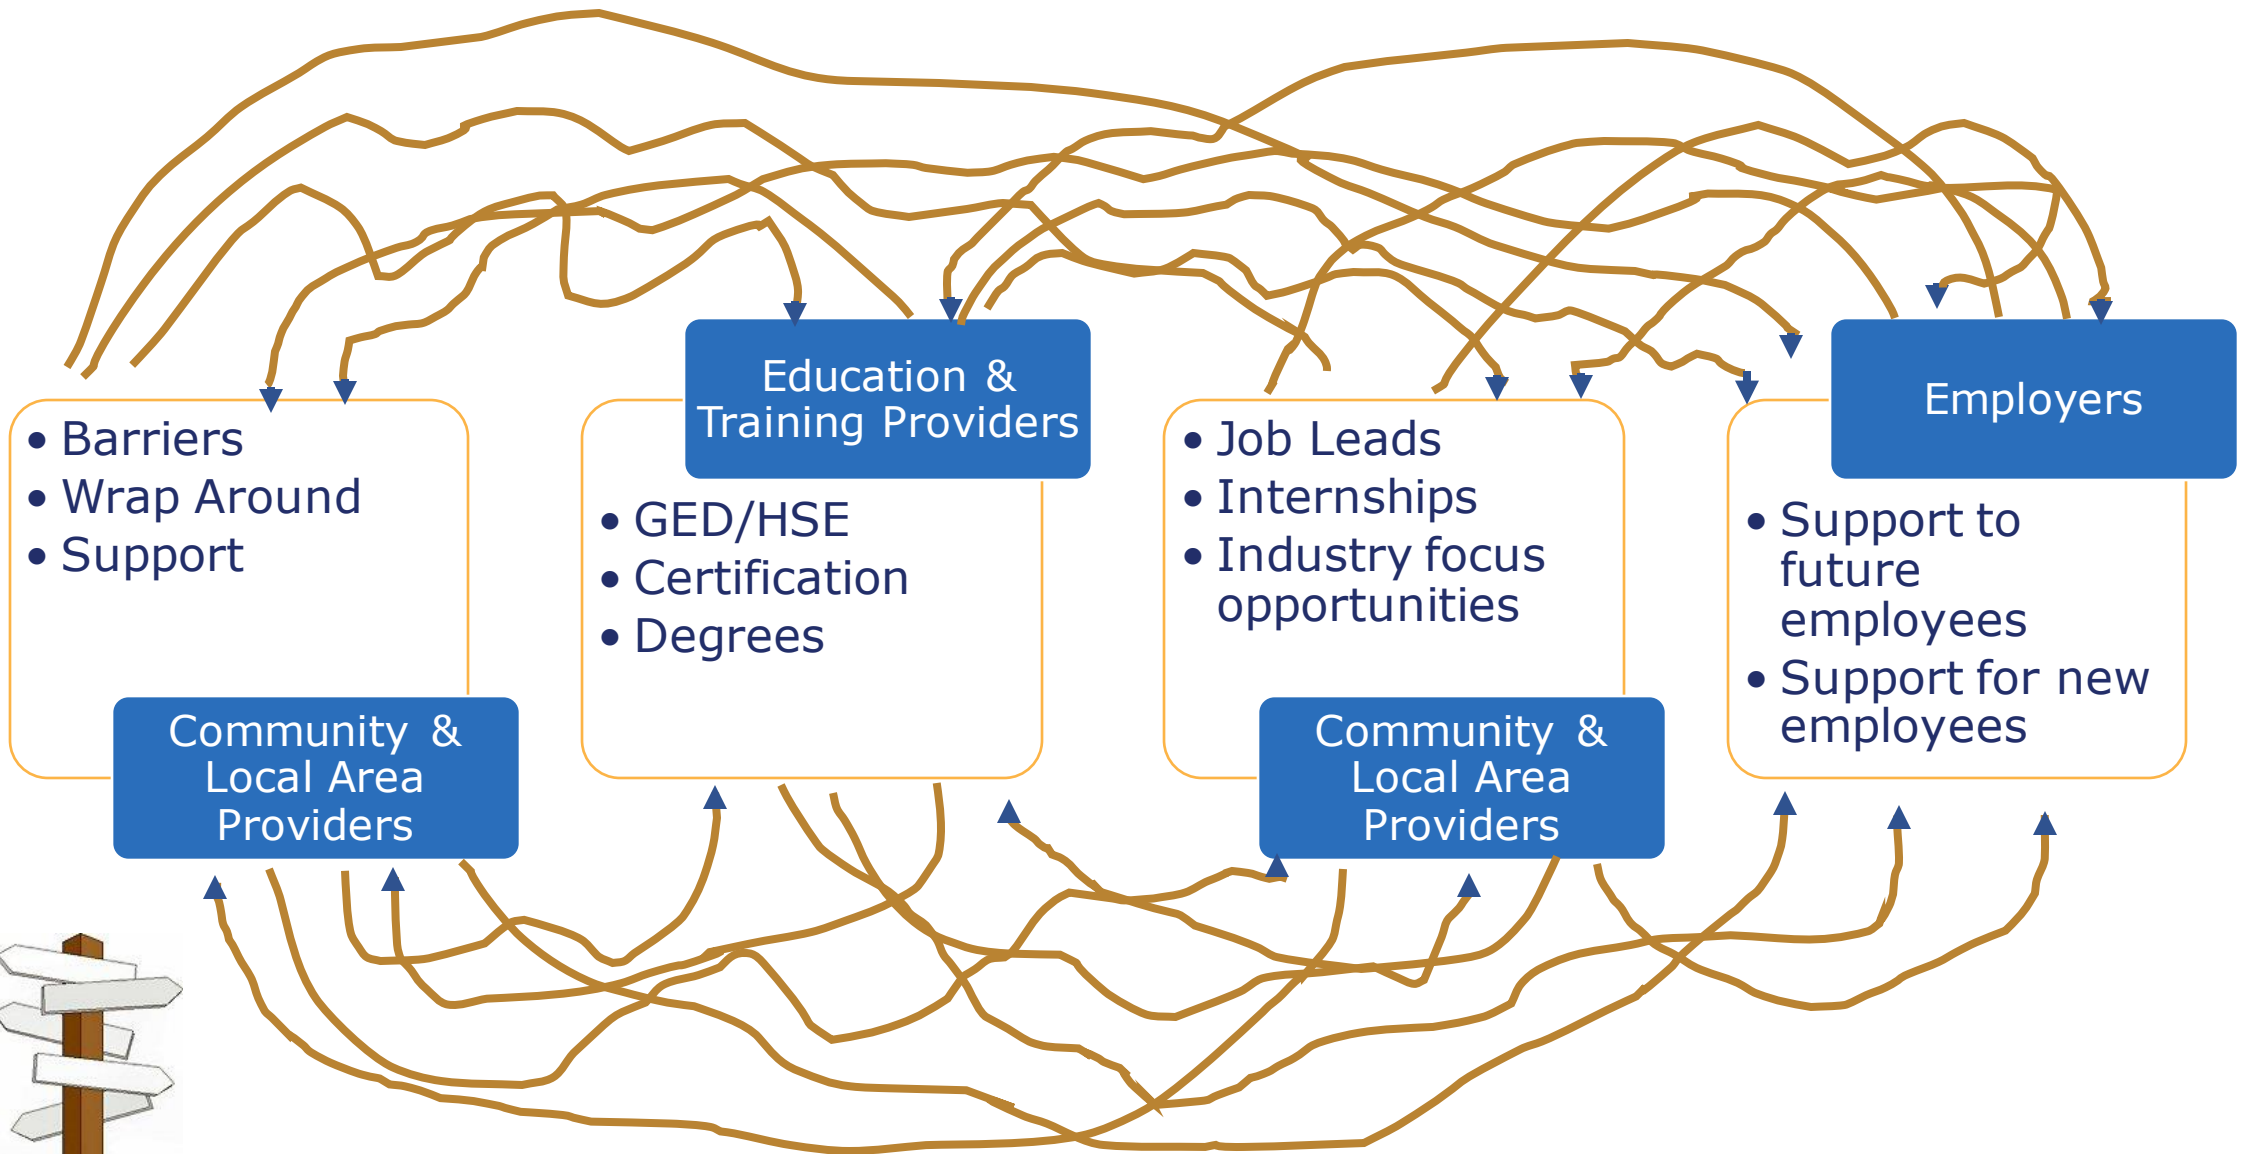 • Barriers
• Wrap Around
• Support
Community &
Local Area
Providers
Education &
Training Providers
• GED/HSE
• Certification
• Degrees
• Job Leads
• Internships
• Industry focus
opportunities
Community &
Local Area
Providers
Employers
• Support to
future
employees
• Support for new
employees